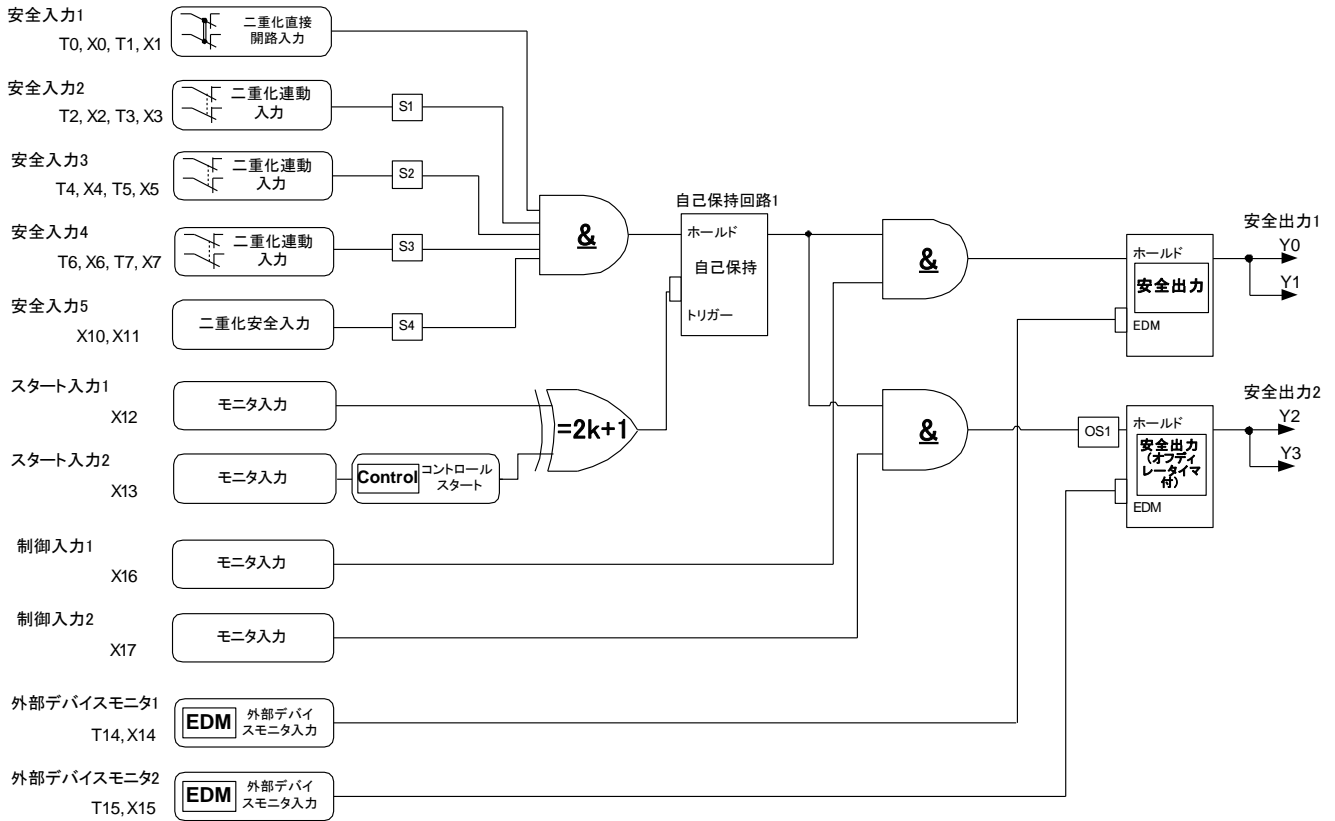 安全入力1
T0, X0, T1, X1
二重化直接
開路入力
安全入力2
T2, X2, T3, X3
二重化連動
入力
S1
安全入力3
T4, X4, T5, X5
二重化連動
入力
S2
安全入力4
T6, X6, T7, X7
二重化連動
入力
S3
安全入力5
X10, X11
二重化安全入力
S4
&
自己保持回路1
ホールド
自己保持
トリガー
スタート入力1
X12
モニタ入力
スタート入力2
X13
モニタ入力
Control
コントロール
スタート
=2k+1
制御入力1
X16
モニタ入力
制御入力2
X17
モニタ入力
外部デバイスモニタ1
T14, X14
EDM
外部デバイ
スモニタ入力
外部デバイスモニタ2
T15, X15
EDM
外部デバイ
スモニタ入力
&
&
OS1
ホールド
安全出力
EDM
安全出力1
Y0
Y1
ホールド
安全出力
(オフディ
レータイマ
付)
EDM
安全出力2
Y2
Y3